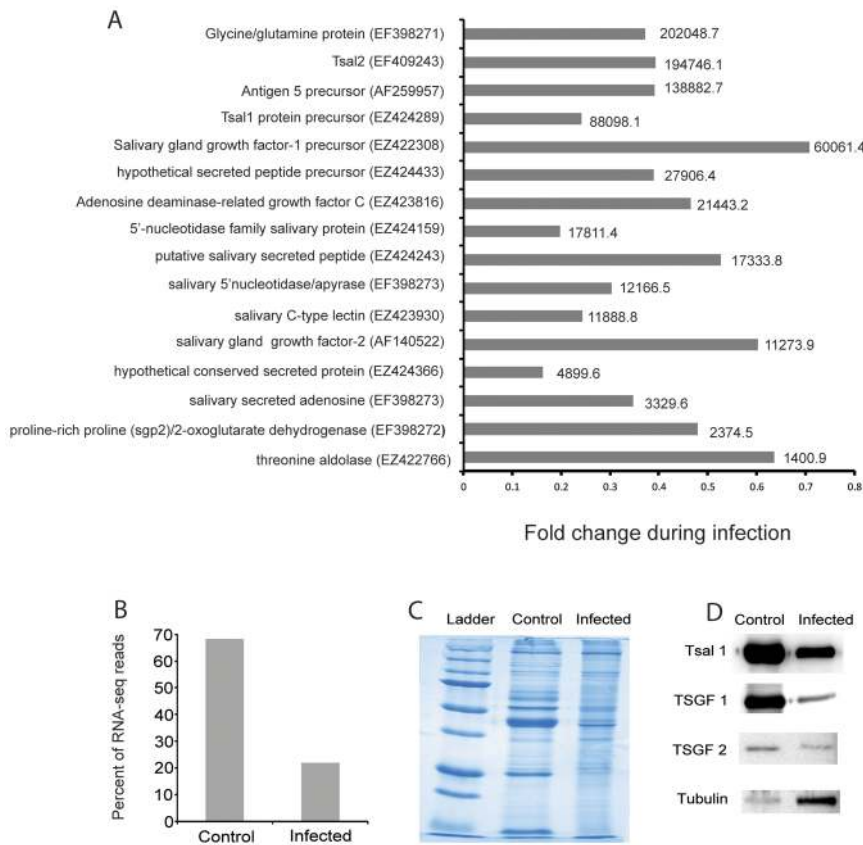 A
Glycine/glutamine protein (EF398271) 202048.7
Tsal2 (EF409243) 194746.1
Antigen 5 precursor (AF259957) 138882.7
Tsal1 protein precursor (EZ424289) 88098.1
Salivary gland growth factor-1 precursor (EZ422308) 60061.4
hypothetical secreted peptide precursor (EZ424433) 27906.4
Adenosine deaminase-related growth factor C (EZ423816) 21443.2
5'-nucleotidase family salivary protein (EZ424159) 17811.4
putative salivary secreted peptide (EZ424243) 17333.8
salivary 5'nucleotidase/apyrase (EF398273) 12166.5
salivary C-type lectin (EZ423930) 11888.8
salivary gland growth factor-2 (AF140522) 11273.9
hypothetical conserved secreted protein (EZ424366) 4899.6
salivary secreted adenosine (EF398273) 3329.6
proline-rich proline (sgp2)/2-oxoglutarate dehydrogenase (EF398272) 2374.5
threonine aldolase (EZ422766) 1400.9
0 0.1 0.2 0.3 0.4 0.5 0.6 0.7 0.8
Fold change during infection
B
Percent of RNA-seq reads
70
60
50
40
30
20
10
0
Control Infected
C
Ladder Control Infected
D
Control Infected
Tsal 1
TSGF 1
TSGF 2
Tubulin